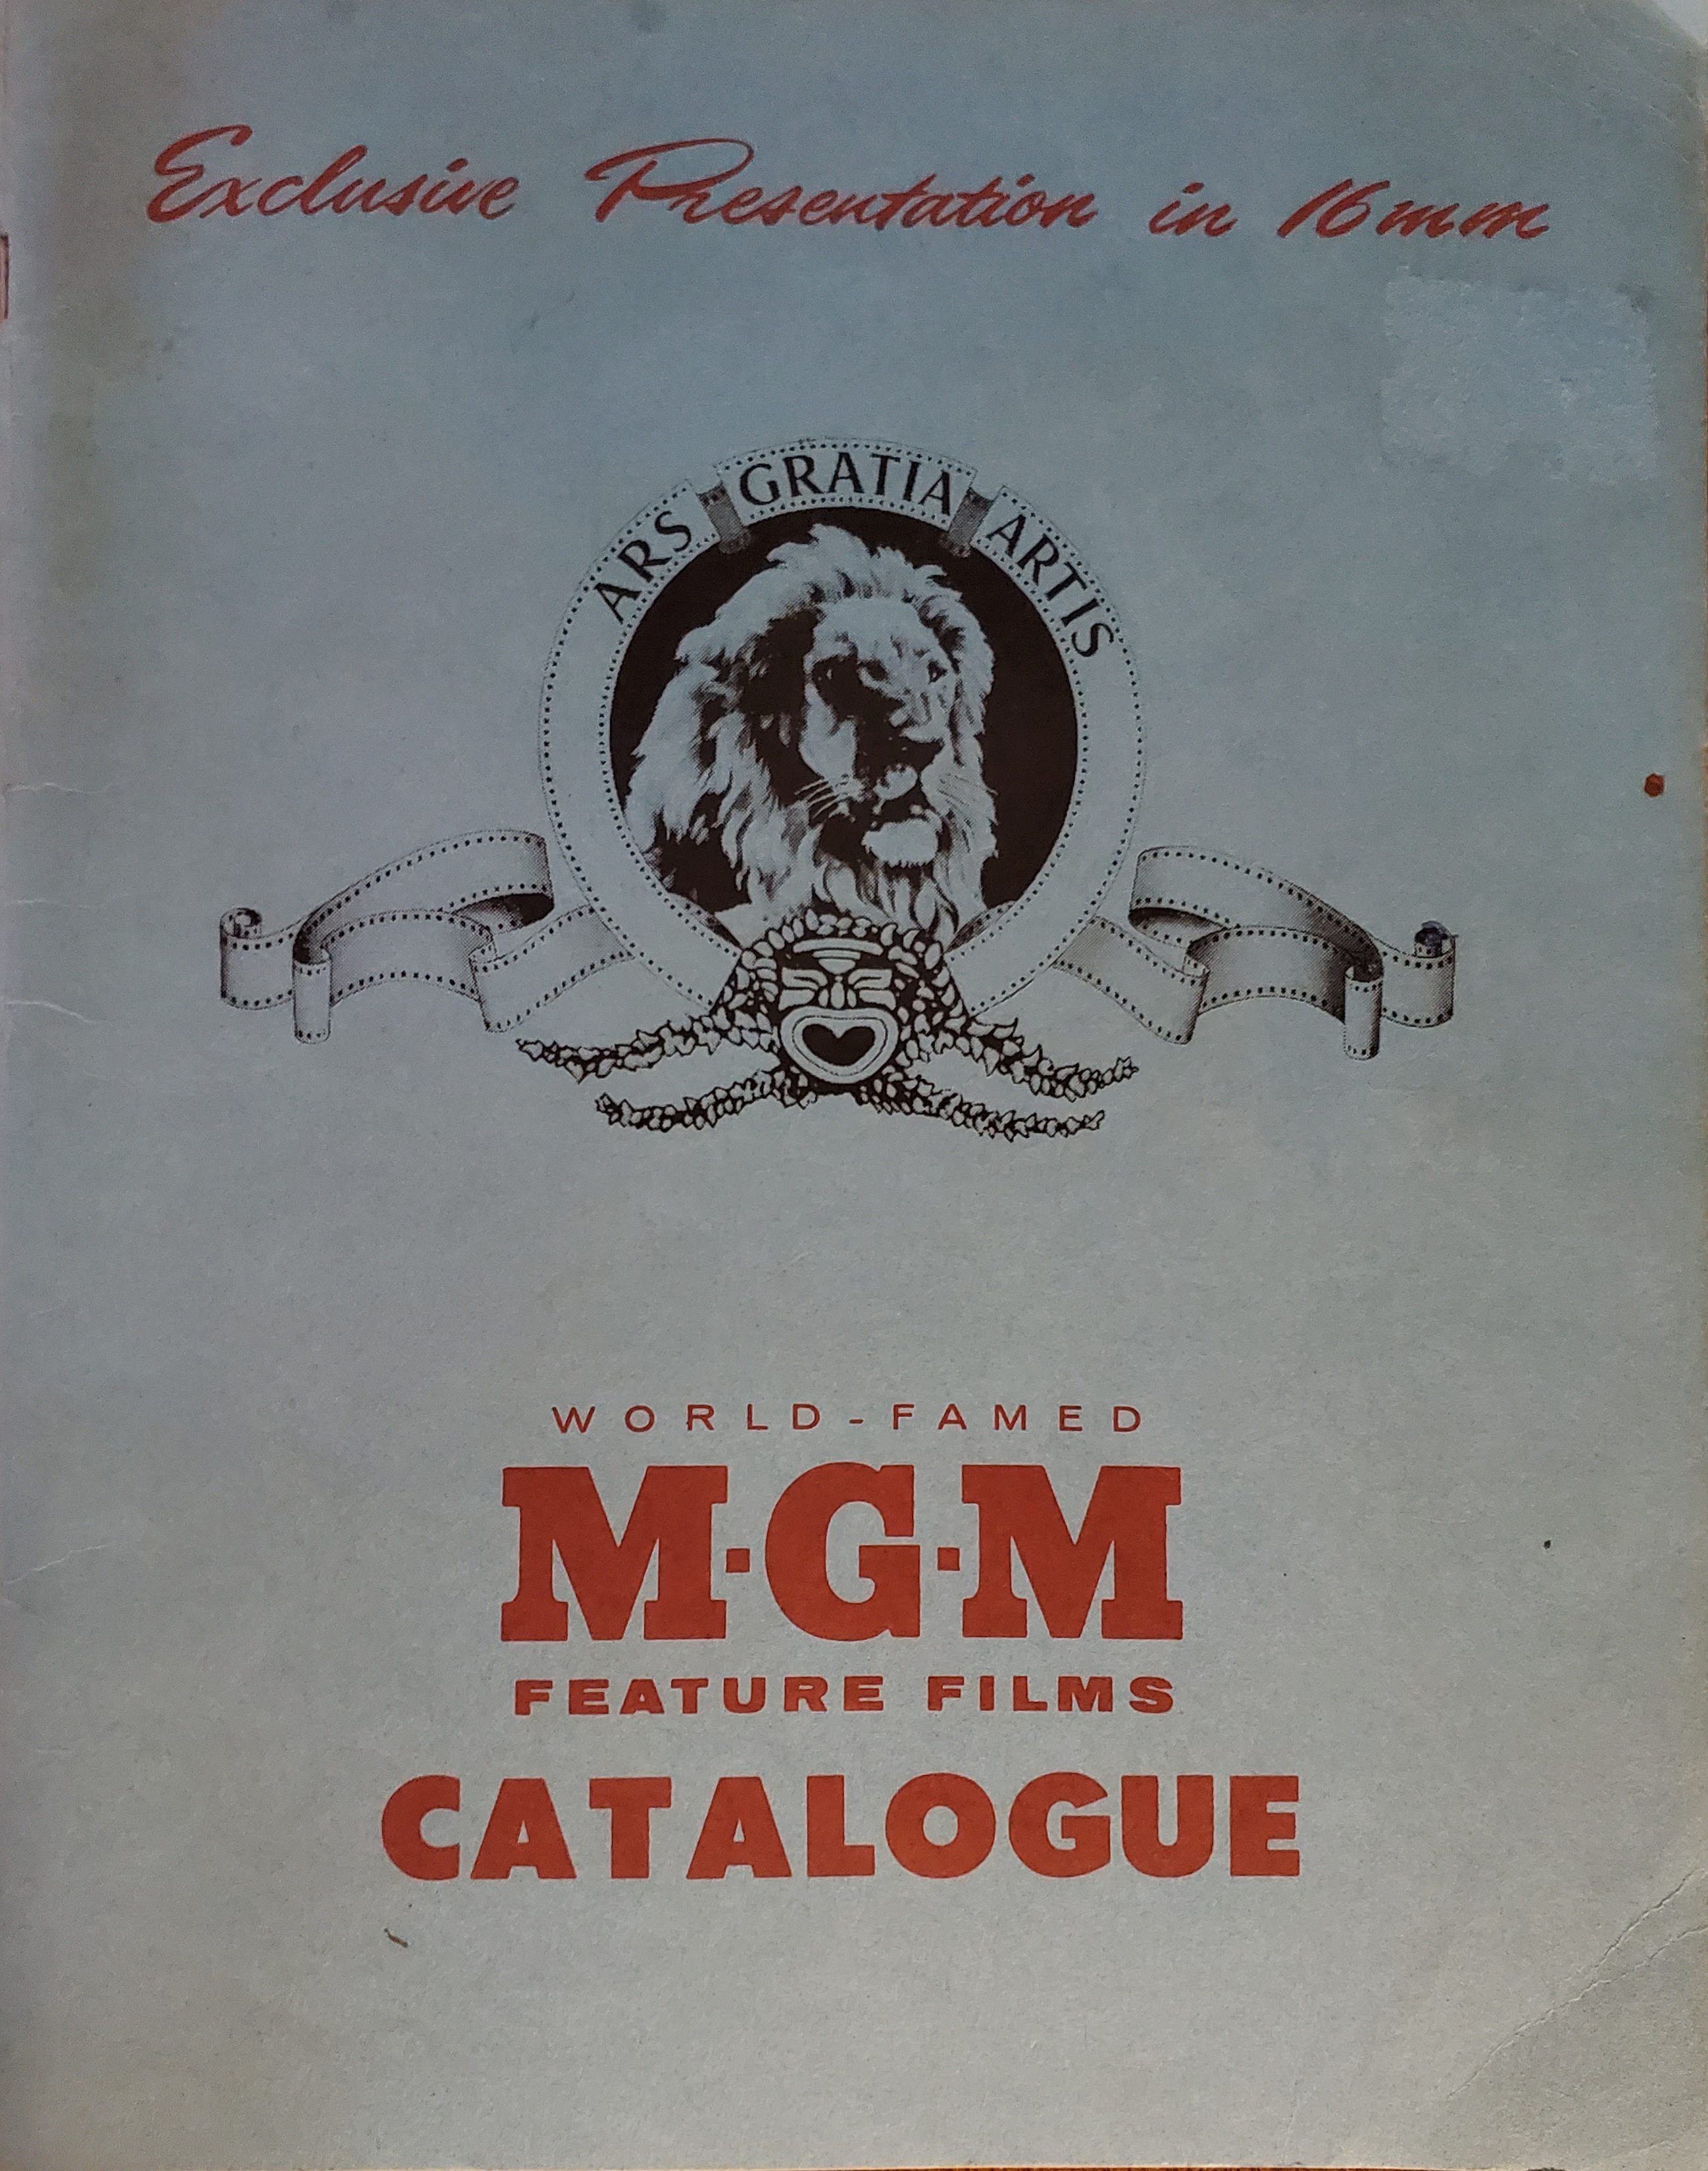 Exclusive Presentation in 16mm
ARS GRATIA ARTIS
WORLD-FAMED
M·G·M
FEATURE FILMS
CATALOGUE